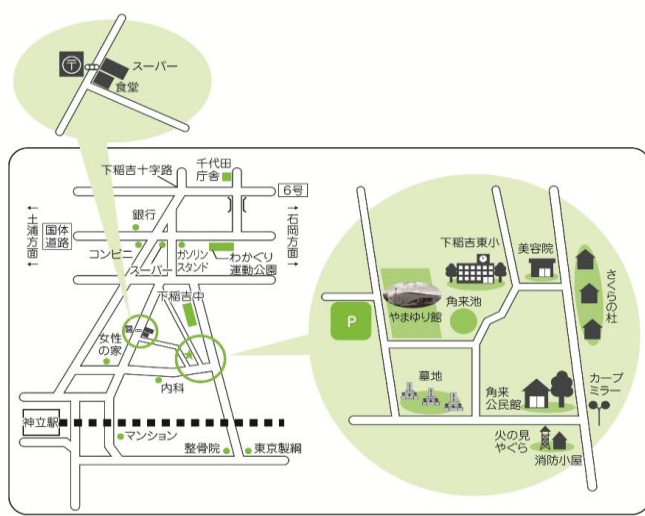 〒
スーパー
食堂
下稲吉十字路
千代田
庁舎
6号
←土浦方面
国体
道路
銀行
コンビニ
スーパー
ガソリン
スタンド
わかぐり
運動公園
石岡方面→
下稲吉中
女性
の家
内科
神立駅
マンション
整骨院
東京製綱
P
下稲吉東小
美容院
さくらの杜
やまゆり館
角来池
墓地
角来
公民館
カーブ
ミラー
火の見
やぐら
消防小屋